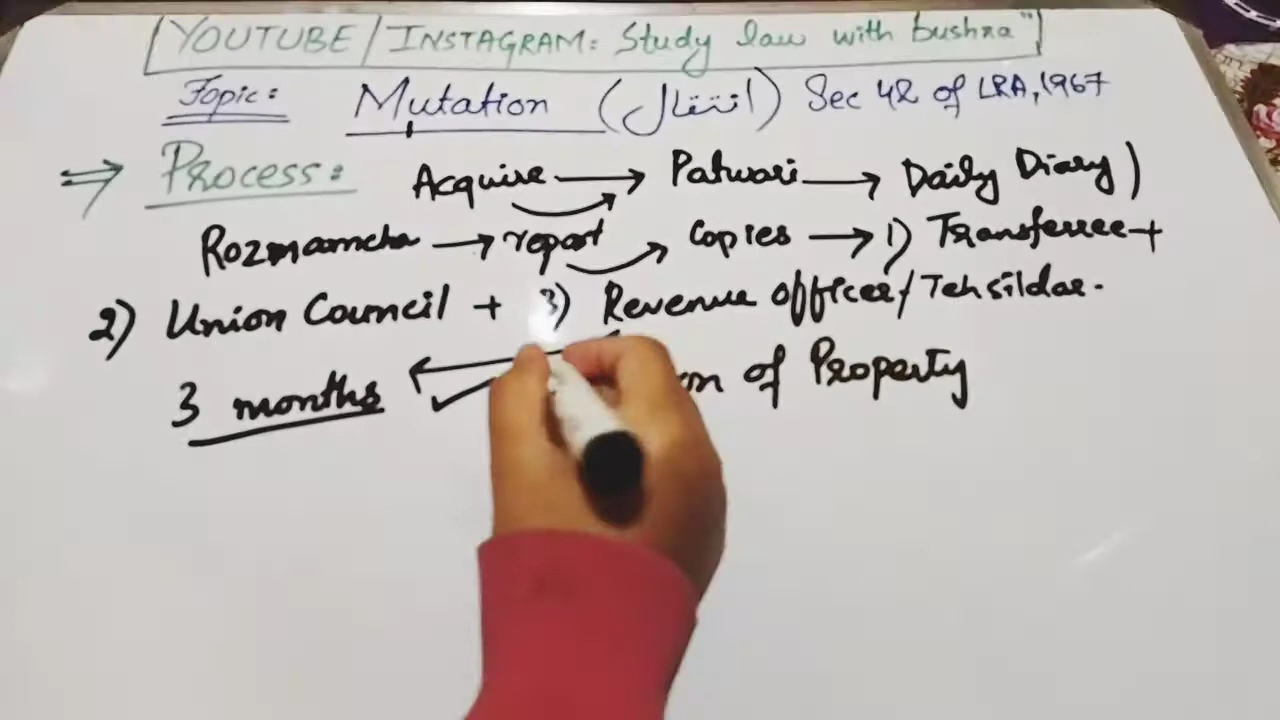 YOUTUBE/INSTAGRAM: Study law with bushra"
Topic: Mutation (انتقال) Sec 42 of LRA, 1967
⇒ Process: Acquire → Patwari → Daily Diary)
Rozmamcha → report → Copies → 1) Transferee +
2) Union Council + 3) Revenue Officer/Tehsildar.
3 months ← of Property